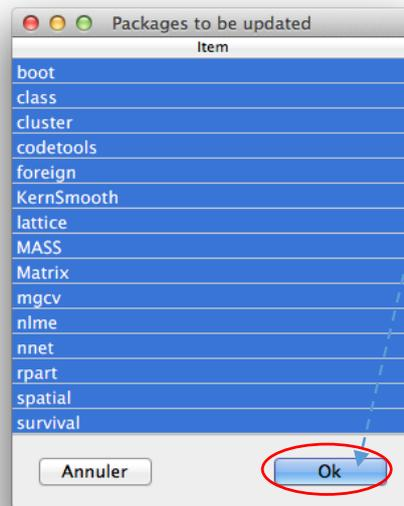 Packages to be updated
Item
boot
class
cluster
codetools
foreign
KernSmooth
lattice
MASS
Matrix
mgcv
nlme
nnet
rpart
spatial
survival
Annuler Ok